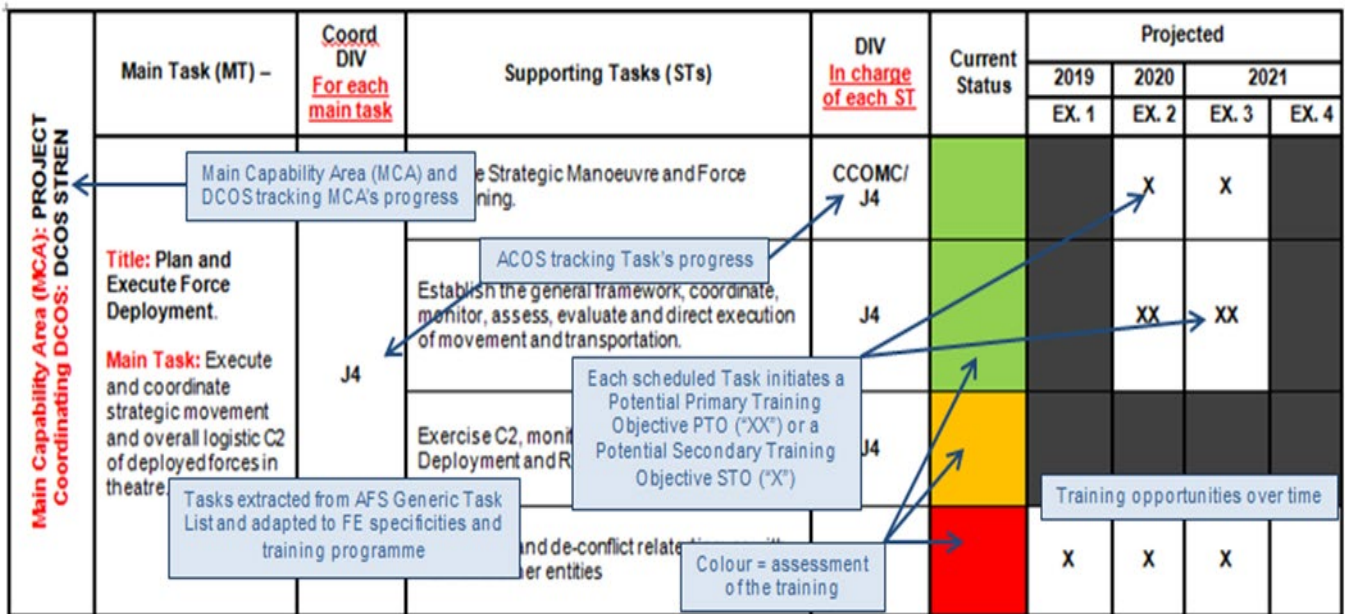 Main Capability Area (MCA): PROJECT
Coordinating DCOS: DCOS STREN
Main Task (MT) –
Coord
DIV
For each
main task
Supporting Tasks (STs)
DIV
In charge
of each ST
Current
Status
Projected
2019
2020
2021
EX. 1
EX. 2
EX. 3
EX. 4
Title: Plan and
Execute Force
Deployment.
Main Task: Execute
and coordinate
strategic movement
and overall logistic C2
of deployed forces in
theatre.
J4
Strategic Manoeuvre and Force
CCOMC/
J4
X
X
Establish the general framework, coordinate,
monitor, assess, evaluate and direct execution
of movement and transportation.
J4
XX
XX
Exercise C2,
Deployment and
J4
and de-conflict
entities
X
X
X
Main Capability Area (MCA) and
DCOS tracking MCA's progress
ACOS tracking Task's progress
Each scheduled Task initiates a
Potential Primary Training
Objective PTO ("XX") or a
Potential Secondary Training
Objective STO ("X")
Tasks extracted from AFS Generic Task
List and adapted to FE specificities and
training programme
Training opportunities over time
Colour = assessment
of the training